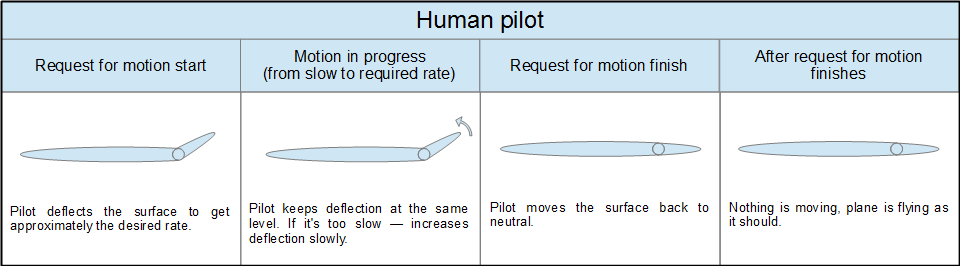 Human pilot
Request for motion start
Motion in progress
(from slow to required rate)
Request for motion finish
After request for motion
finishes
Pilot deflects the surface to get
approximately the desired rate.
Pilot keeps deflection at the same
level. If it's too slow — increases
deflection slowly.
Pilot moves the surface back to
neutral.
Nothing is moving, plane is flying as
it should.